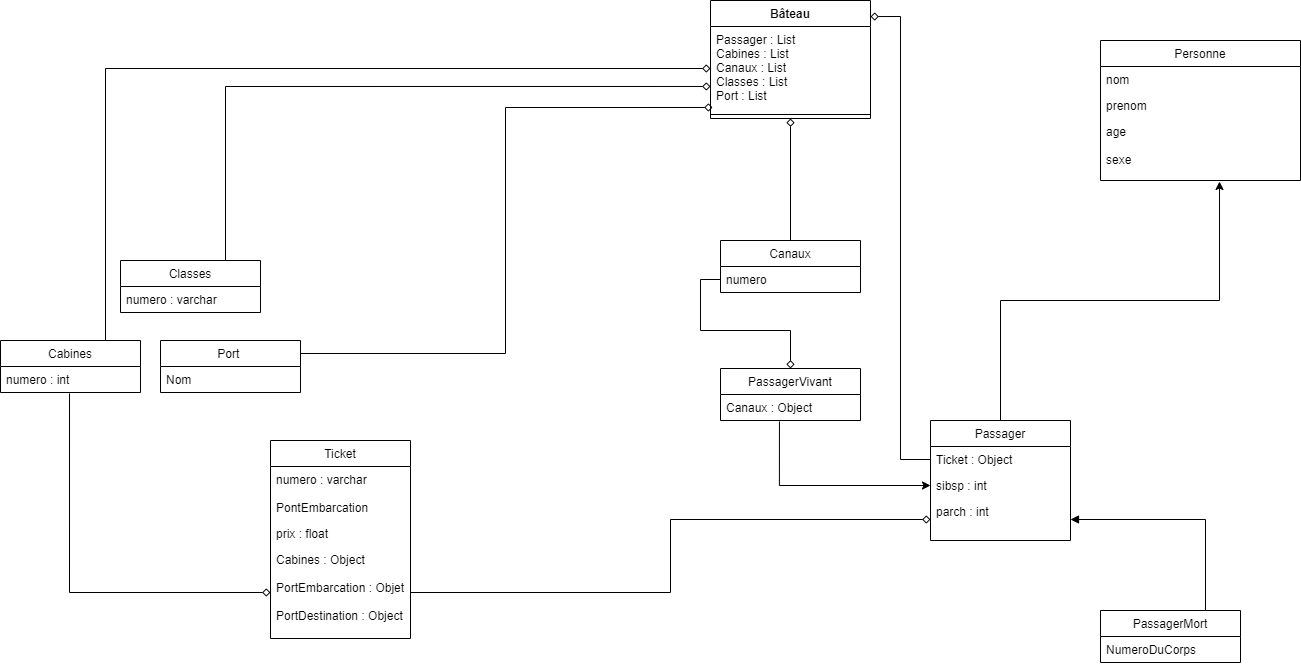 Bâteau
Passager : List
Cabines : List
Canaux : List
Classes : List
Port : List
Personne
nom
prenom
age
sexe
Canaux
numero
Classes
numero : varchar
Cabines
numero : int
Port
Nom
PassagerVivant
Canaux : Object
Passager
Ticket : Object
sibsp : int
parch : int
Ticket
numero : varchar
PontEmbarcation
prix : float
Cabines : Object
PortEmbarcation : Objet
PortDestination : Object
PassagerMort
NumeroDuCorps